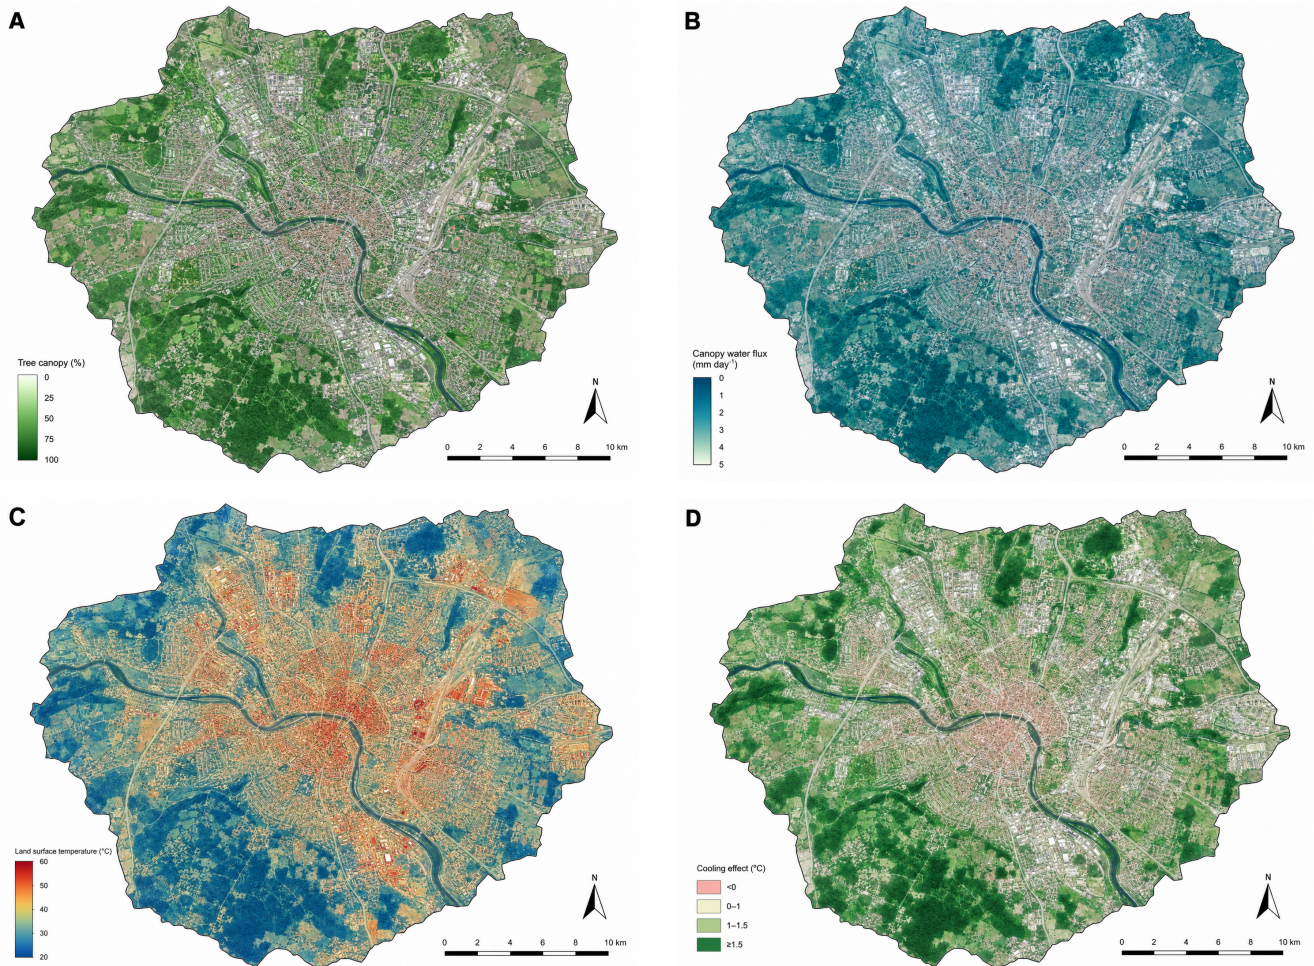 A
Tree canopy (%)
0
25
50
75
100
N
0 2 4 6 8 10 km
B
Canopy water flux
(mm day⁻¹)
0
1
2
3
4
5
N
0 2 4 6 8 10 km
C
Land surface temperature (°C)
60
50
40
30
20
N
0 2 4 6 8 10 km
D
Cooling effect (°C)
<0
0–1
1–1.5
≥1.5
N
0 2 4 6 8 10 km